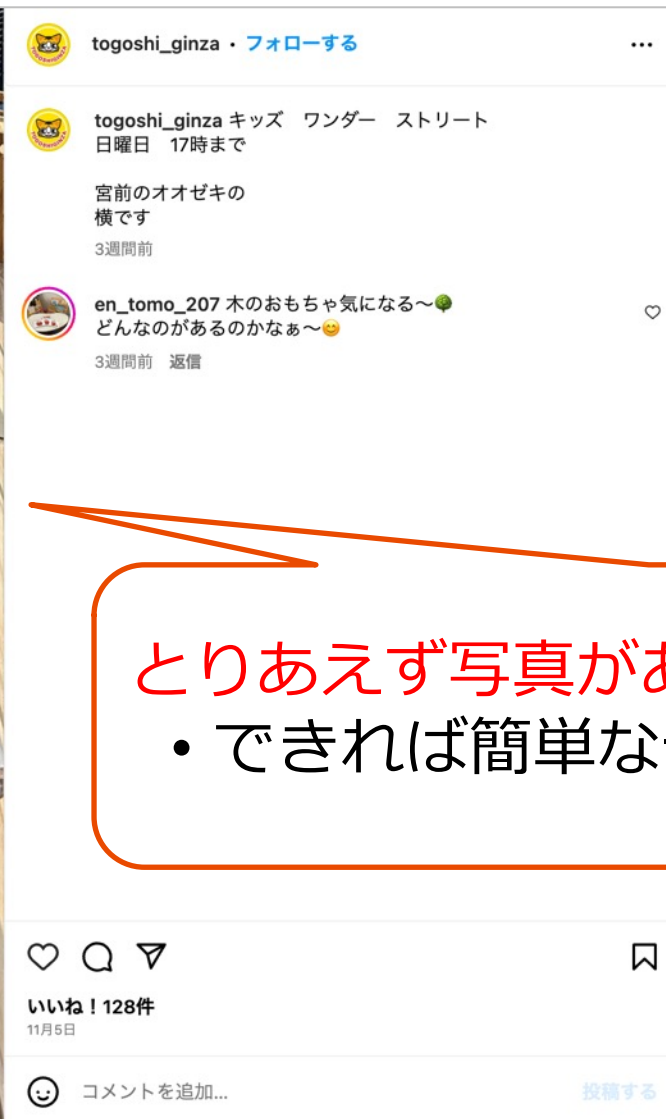 togoshi_ginza • フォローする
togoshi_ginza キッズ　ワンダー　ストリート
日曜日　17時まで
宮前のオオゼキの
横です
3週間前
en_tomo_207 木のおもちゃ気になる〜🌳
どんなのがあるのかなぁ〜😊
3週間前 返信
とりあえず写真が
• できれば簡単な
いいね！128件
11月5日
コメントを追加...
投稿する